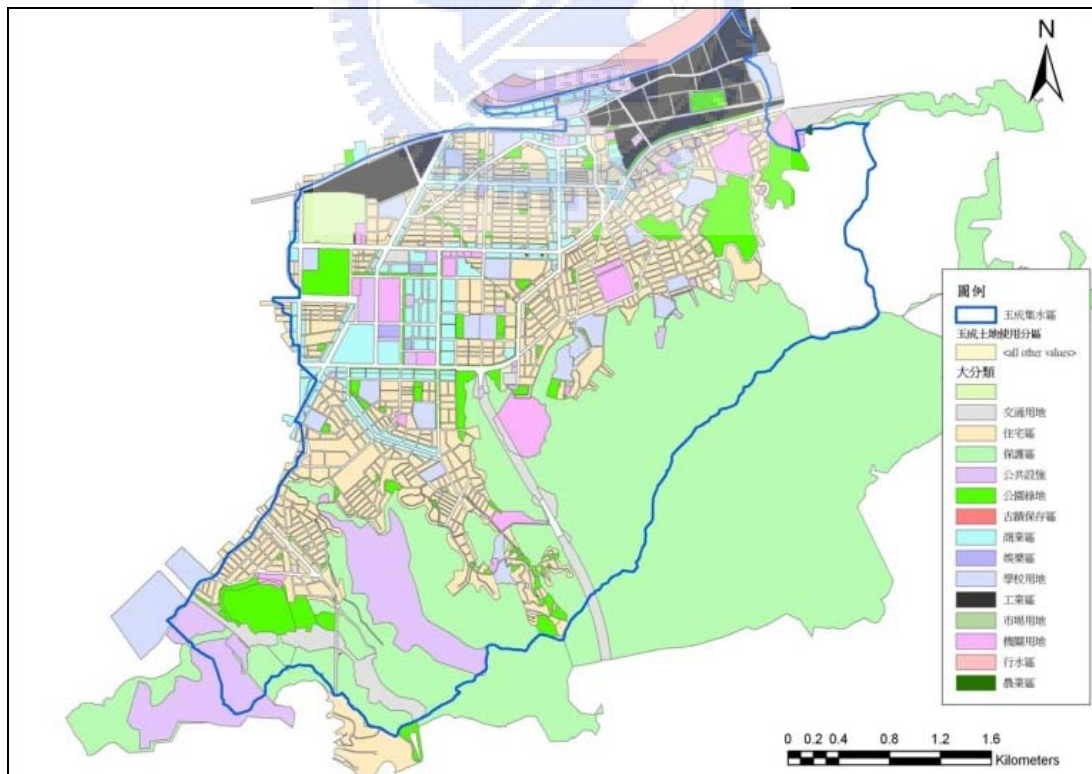 1896
N
圖例
玉成集水區
玉成土地使用分區
<all other values>
大分類
交通用地
住宅區
保護區
公共設施
公園綠地
古蹟保存區
商業區
娛樂區
學校用地
工業區
市場用地
機關用地
行水區
農業區
0 0.2 0.4 0.8 1.2 1.6
Kilometers